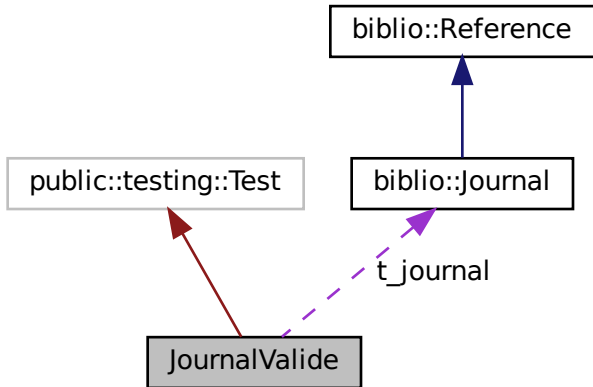 biblio::Reference
public::testing::Test
biblio::Journal
t_journal
JournalValide